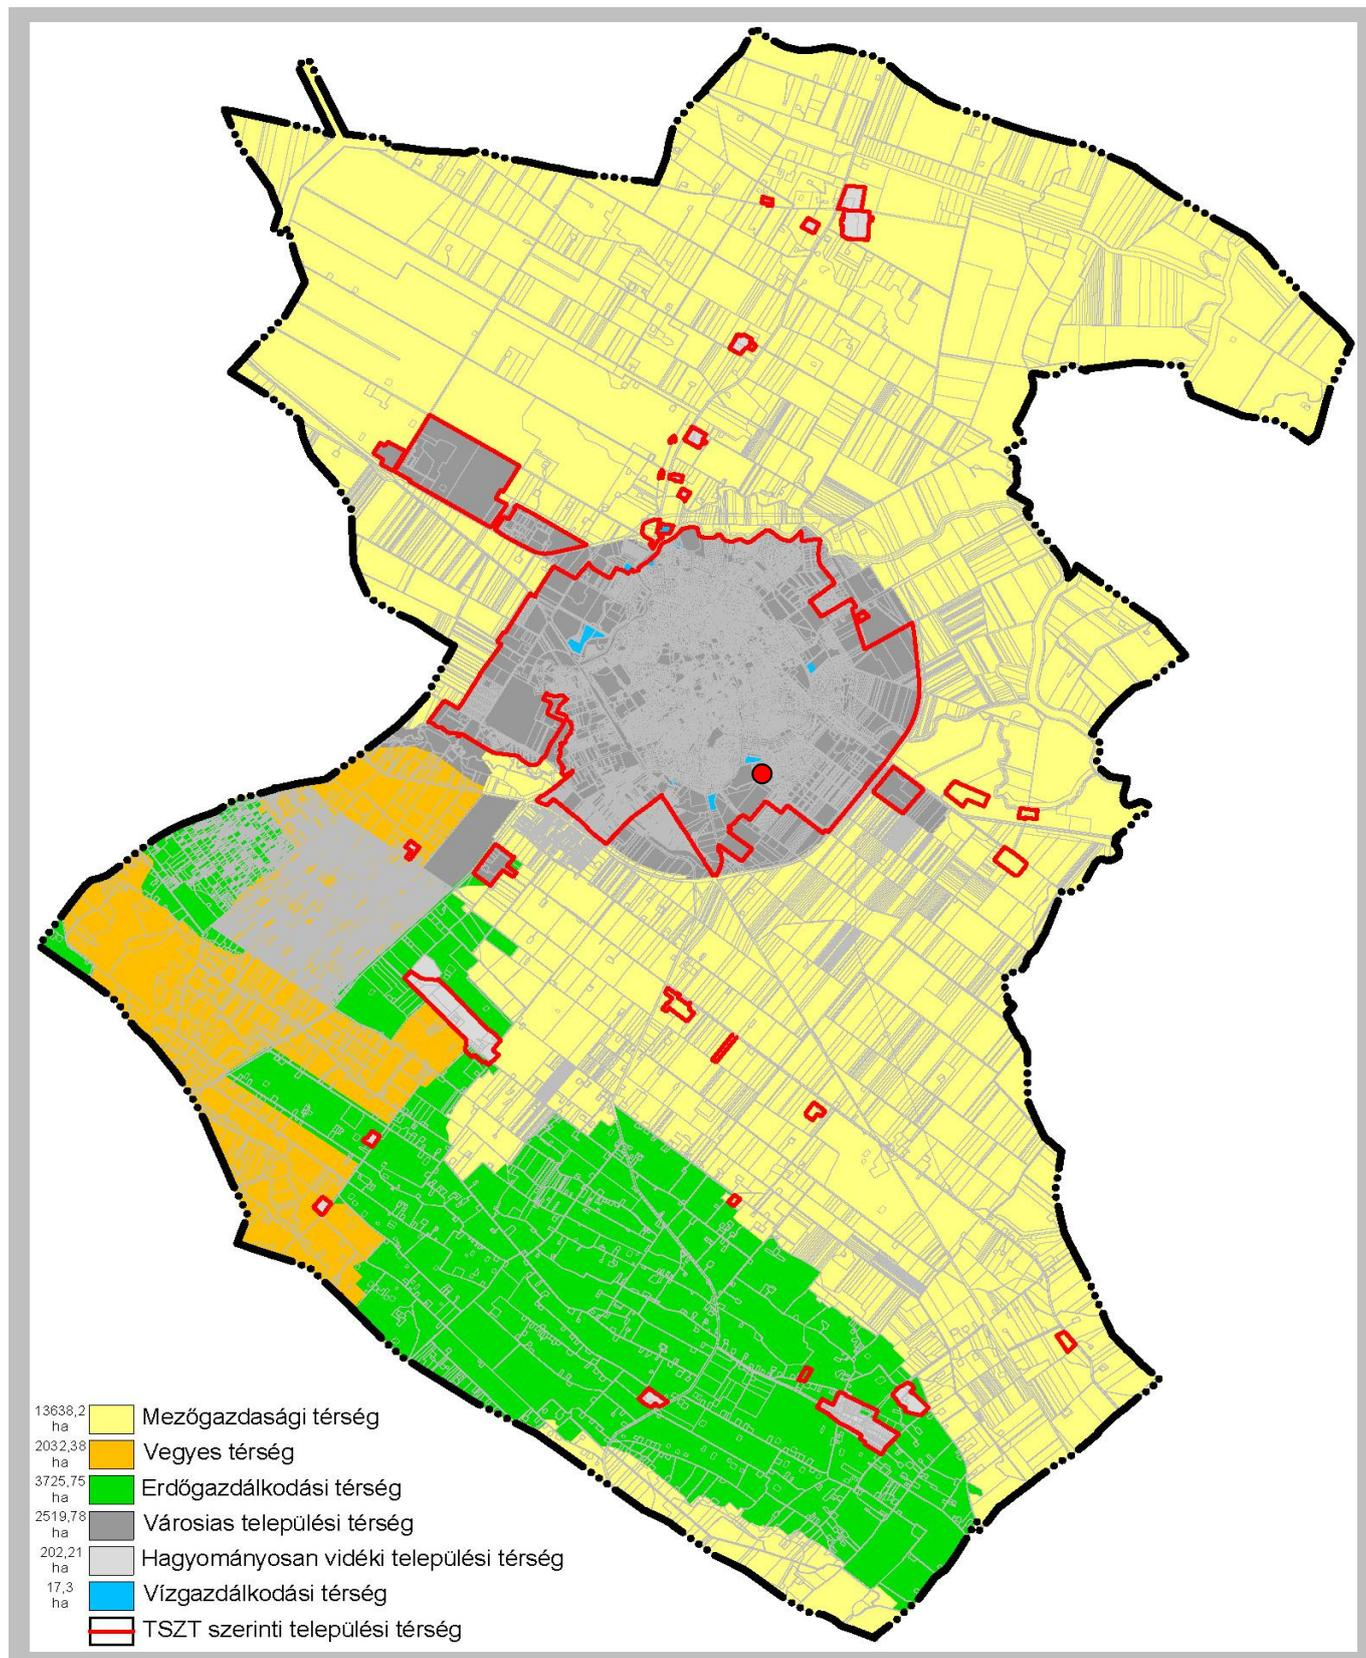 13638,2
ha
Mezőgazdasági térség
2032,38
ha
Vegyes térség
3725,75
ha
Erdőgazdálkodási térség
2519,78
ha
Városias települési térség
202,21
ha
Hagyományosan vidéki települési térség
17,3
ha
Vízgazdálkodási térség
TSZT szerinti települési térség